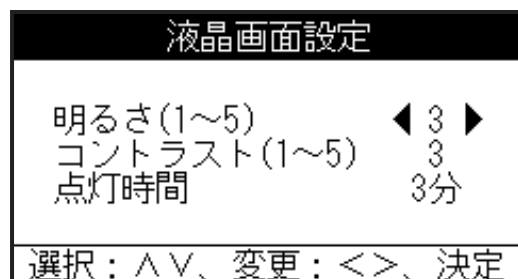 液晶画面設定
明るさ(1～5) ◀ 3 ▶
コントラスト(1～5) 3
点灯時間 3分
選択：∧∨、変更：＜＞、決定